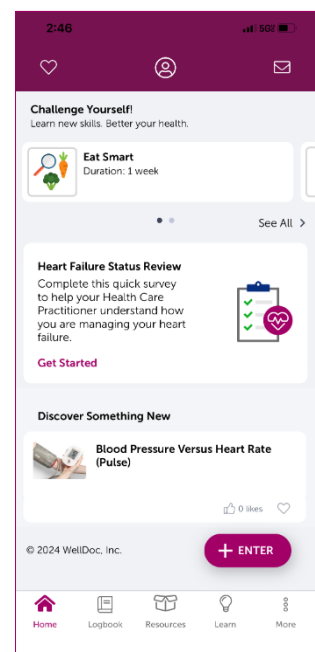 2:46
5G
Challenge Yourself!
Learn new skills. Better your health.
Eat Smart
Duration: 1 week
See All
Heart Failure Status Review
Complete this quick survey
to help your Health Care
Practitioner understand how
you are managing your heart
failure.
Get Started
Discover Something New
Blood Pressure Versus Heart Rate
(Pulse)
0 likes
© 2024 WellDoc, Inc.
+ ENTER
Home
Logbook
Resources
Learn
More